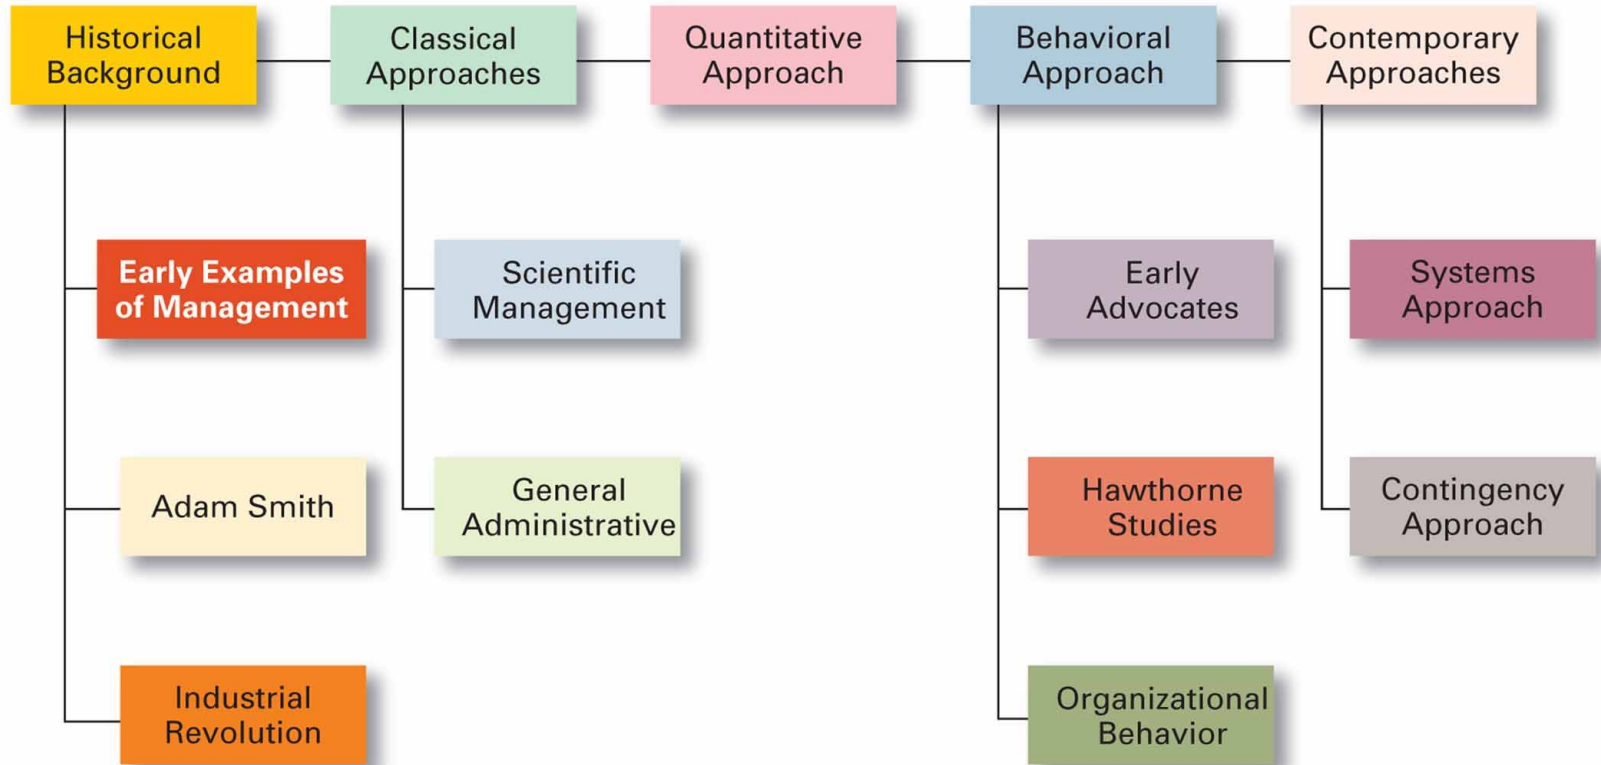 Historical
Background
Classical
Approaches
Quantitative
Approach
Behavioral
Approach
Contemporary
Approaches
Early Examples
of Management
Scientific
Management
Early
Advocates
Systems
Approach
Adam Smith
General
Administrative
Hawthorne
Studies
Contingency
Approach
Industrial
Revolution
Organizational
Behavior